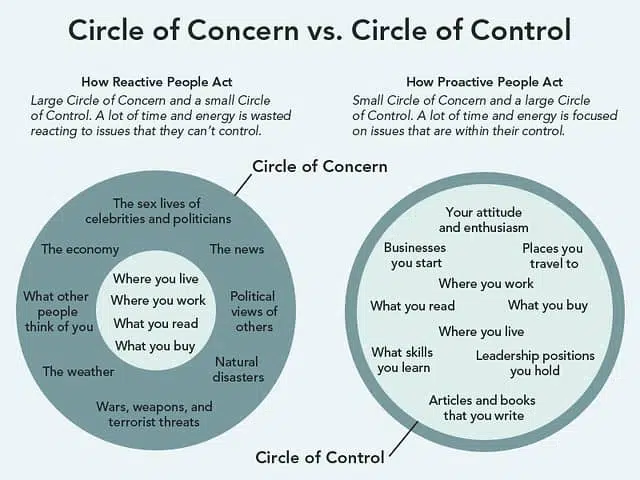 Circle of Concern vs. Circle of Control
How Reactive People Act
Large Circle of Concern and a small Circle
of Control. A lot of time and energy is wasted
reacting to issues that they can't control.
How Proactive People Act
Small Circle of Concern and a large Circle
of Control. A lot of time and energy is focused
on issues that are within their control.
Circle of Concern
The sex lives of
celebrities and politicians
The economy
The news
What other
people
think of you
Political
views of
others
The weather
Natural
disasters
Wars, weapons, and
terrorist threats
Where you live
Where you work
What you read
What you buy
Your attitude
and enthusiasm
Businesses
you start
Places you
travel to
Where you work
What you read
What you buy
Where you live
What skills
you learn
Leadership positions
you hold
Articles and books
that you write
Circle of Control